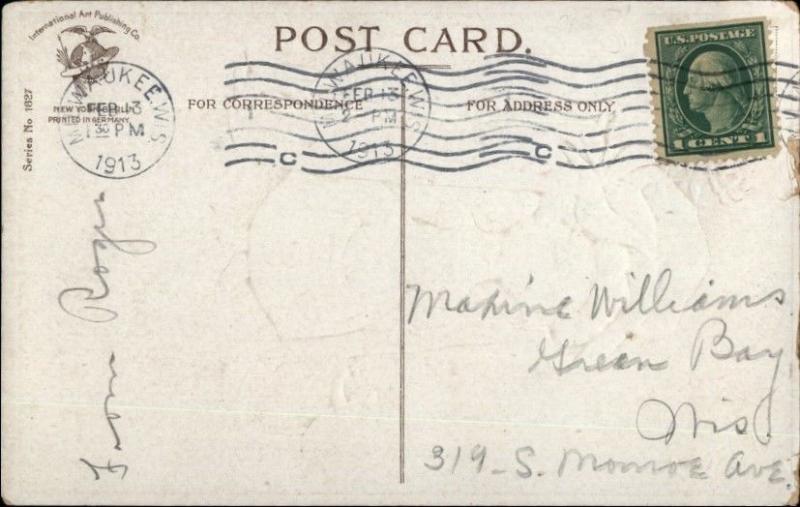 International Art Publishing Co.
NEW YORK-BERLIN
PRINTED IN GERMANY
Series No 1627
POST CARD.
FOR CORRESPONDENCE
FOR ADDRESS ONLY
MILWAUKEE, WIS.
FEB 13
1 30 PM
1913
MILWAUKEE, WIS.
FEB 13
PM
1913
C
C
U.S. POSTAGE
1 CENT 1
From Roger
Maxine Williams
Green Bay
Wis.
319 - S. Monroe Ave.